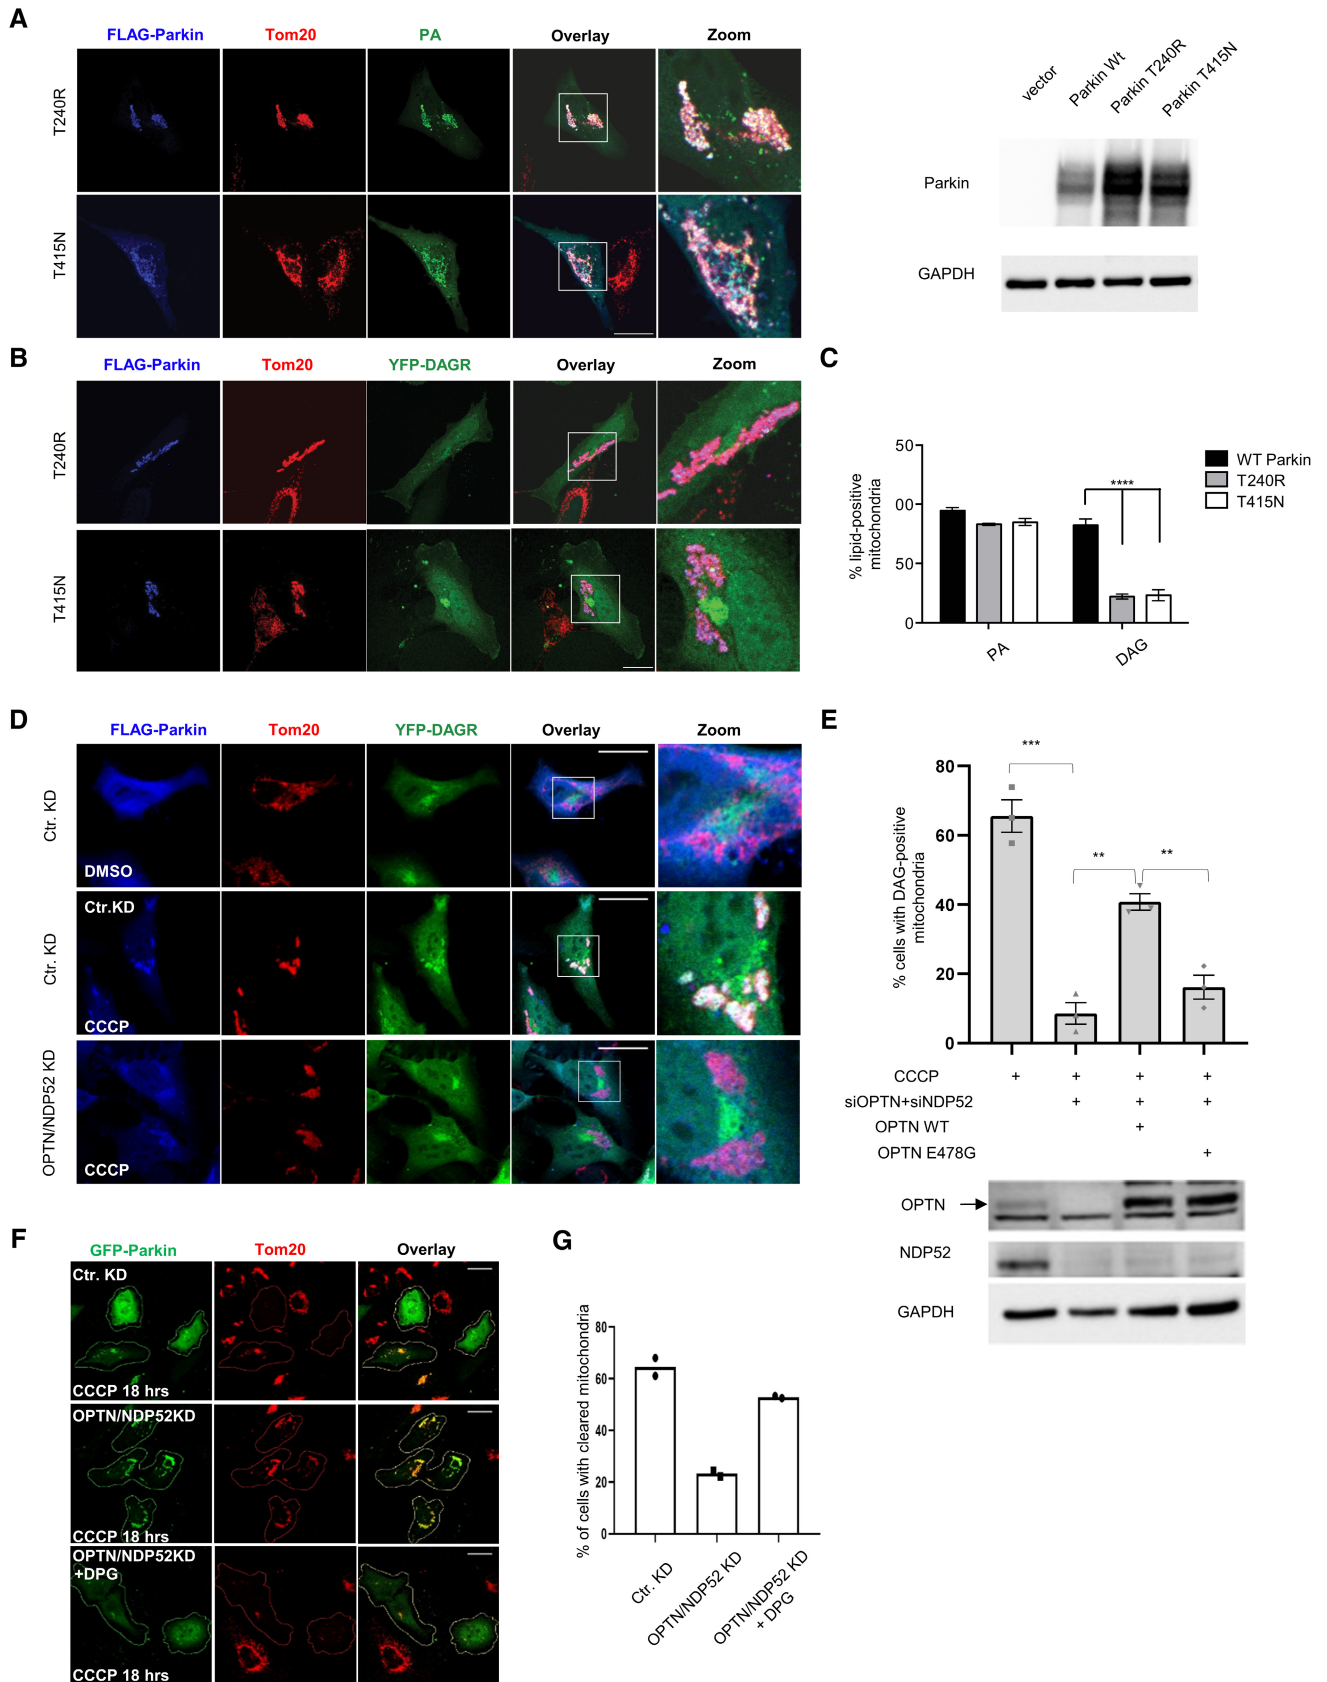 A
FLAG-Parkin Tom20 PA Overlay Zoom
T240R
T415N
vector Parkin Wt Parkin T240R Parkin T415N
Parkin
GAPDH
B
FLAG-Parkin Tom20 YFP-DAGR Overlay Zoom
T240R
T415N
C
% lipid-positive
mitochondria
50
00
50
0
****
PA DAG
WT Parkin
T240R
T415N
D
FLAG-Parkin Tom20 YFP-DAGR Overlay Zoom
Ctr. KD
DMSO
Ctr. KD
Ctr.KD
CCCP
OPTN/NDP52 KD
CCCP
E
% cells with DAG-positive
mitochondria
80
60
40
20
0
***
**
**
CCCP + + + +
siOPTN+siNDP52 + + +
OPTN WT +
OPTN E478G +
OPTN
NDP52
GAPDH
F
GFP-Parkin Tom20 Overlay
Ctr. KD
CCCP 18 hrs
OPTN/NDP52KD
CCCP 18 hrs
OPTN/NDP52KD
+DPG
CCCP 18 hrs
G
% of cells with cleared mitochondria
80
60
40
20
0
Ctr. KD
OPTN/NDP52 KD
OPTN/NDP52 KD
+ DPG